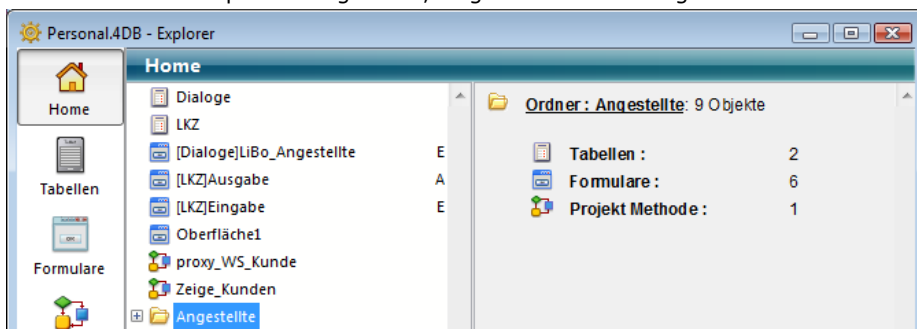 Personal.4DB - Explorer
Home
Home
Tabellen
Formulare
Dialoge
LKZ
[Dialoge]LiBo_Angestellte E
[LKZ]Ausgabe A
[LKZ]Eingabe E
Oberfläche1
proxy_WS_Kunde
Zeige_Kunden
Angestellte
Ordner : Angestellte: 9 Objekte
Tabellen : 2
Formulare : 6
Projekt Methode : 1